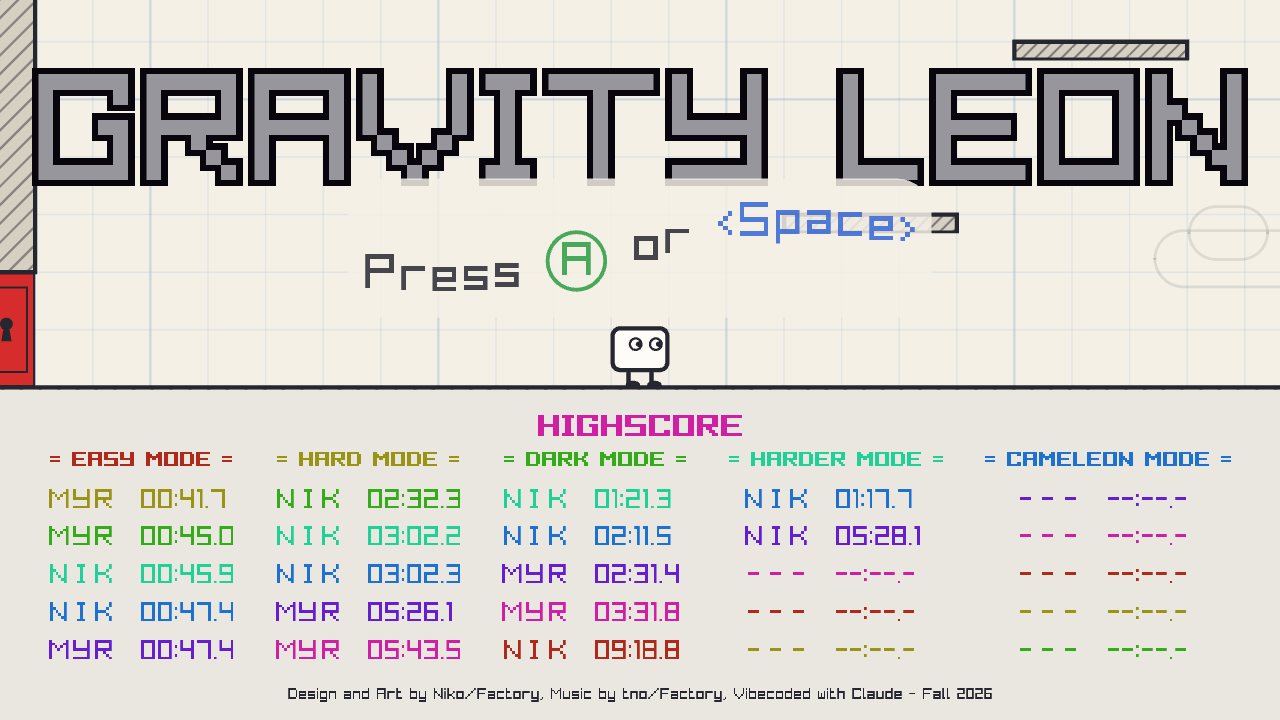 GRAVITY LEON
Press A or <Space>
HIGHSCORE
= EASY MODE = = HARD MODE = = DARK MODE = = HARDER MODE = = CAMELEON MODE =
MYR 00:41.7 NIK 02:32.3 NIK 01:21.3 NIK 01:17.7 - - - --:--.-
MYR 00:45.0 NIK 03:02.2 NIK 02:11.5 NIK 05:28.1 - - - --:--.-
NIK 00:45.9 NIK 03:02.3 MYR 02:31.4 - - - --:--.- - - - --:--.-
NIK 00:47.4 MYR 05:26.1 MYR 03:31.8 - - - --:--.- - - - --:--.-
MYR 00:47.4 MYR 05:43.5 NIK 09:18.8 - - - --:--.- - - - --:--.-
Design and Art by Niko/Factory, Music by tno/Factory, Vibecoded with Claude - Fall 2026